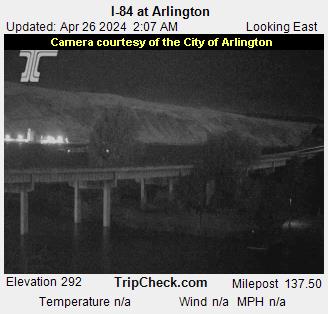 I-84 at Arlington
Updated: Apr 26 2024 2:07 AM Looking East
Camera courtesy of the City of Arlington
Elevation 292 TripCheck.com Milepost 137.50
Temperature n/a Wind n/a MPH n/a